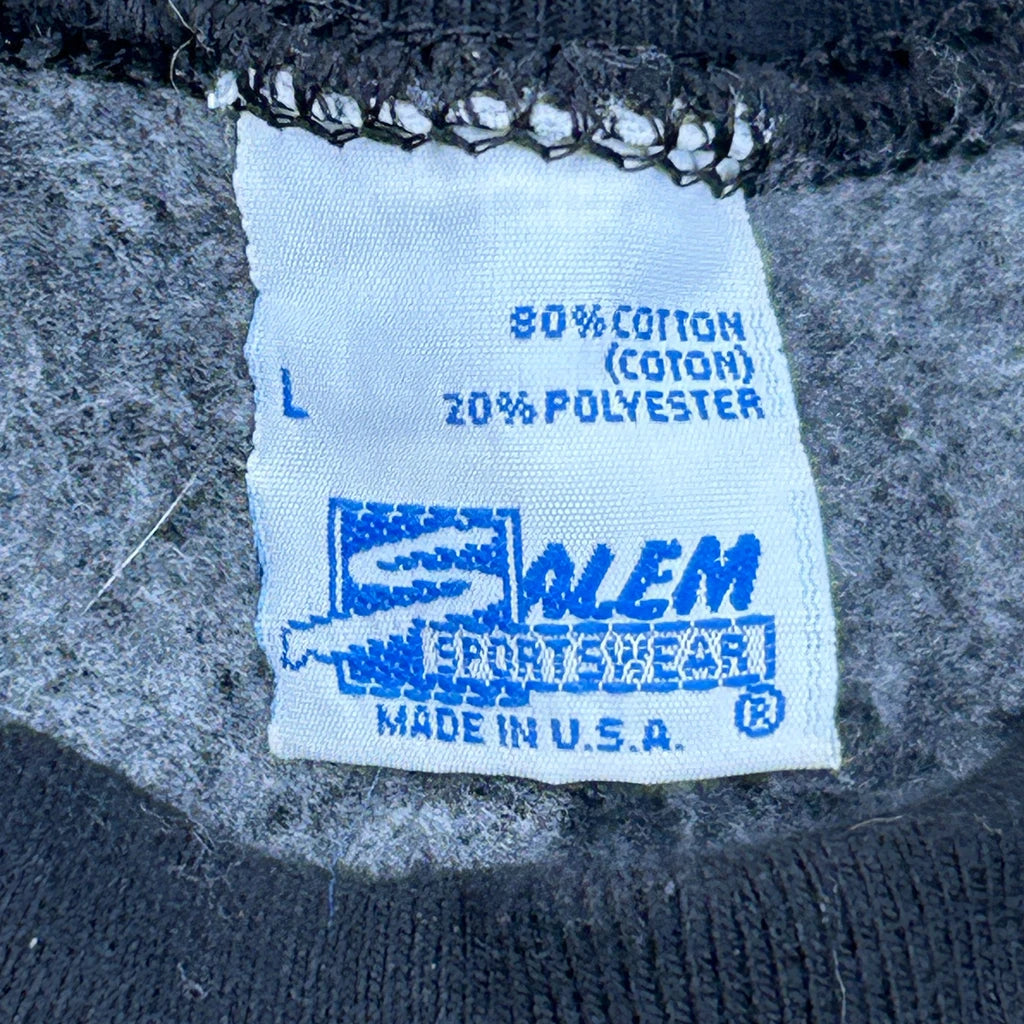 80% COTTON
(COTON)
L
20% POLYESTER
SALEM
SPORTSWEAR
®
MADE IN U.S.A.